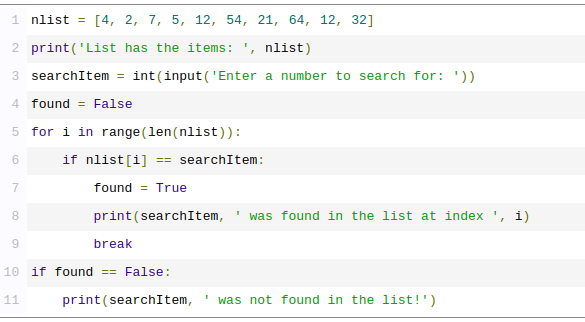 1 nlist = [4, 2, 7, 5, 12, 54, 21, 64, 12, 32]
2 print('List has the items: ', nlist)
3 searchItem = int(input('Enter a number to search for: '))
4 found = False
5 for i in range(len(nlist)):
6     if nlist[i] == searchItem:
7         found = True
8         print(searchItem, ' was found in the list at index ', i)
9         break
10 if found == False:
11     print(searchItem, ' was not found in the list!')